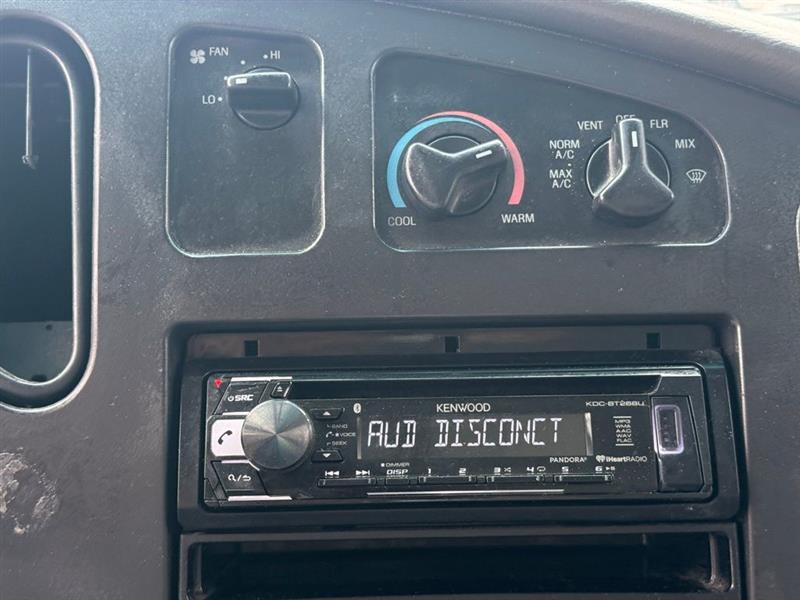 FAN
HI
LO
COOL
WARM
MAX A/C
NORM A/C
VENT
OFF
FLR
MIX
SRC
KENWOOD
KDC-BT268U
BAND
VOICE
SEEK
AUD DISCONCT
PANDORA
iHeartRADIO
MP3
WMA
AAC
WAV
FLAC
DIMMER
DISP
1 2 3 4 5 6